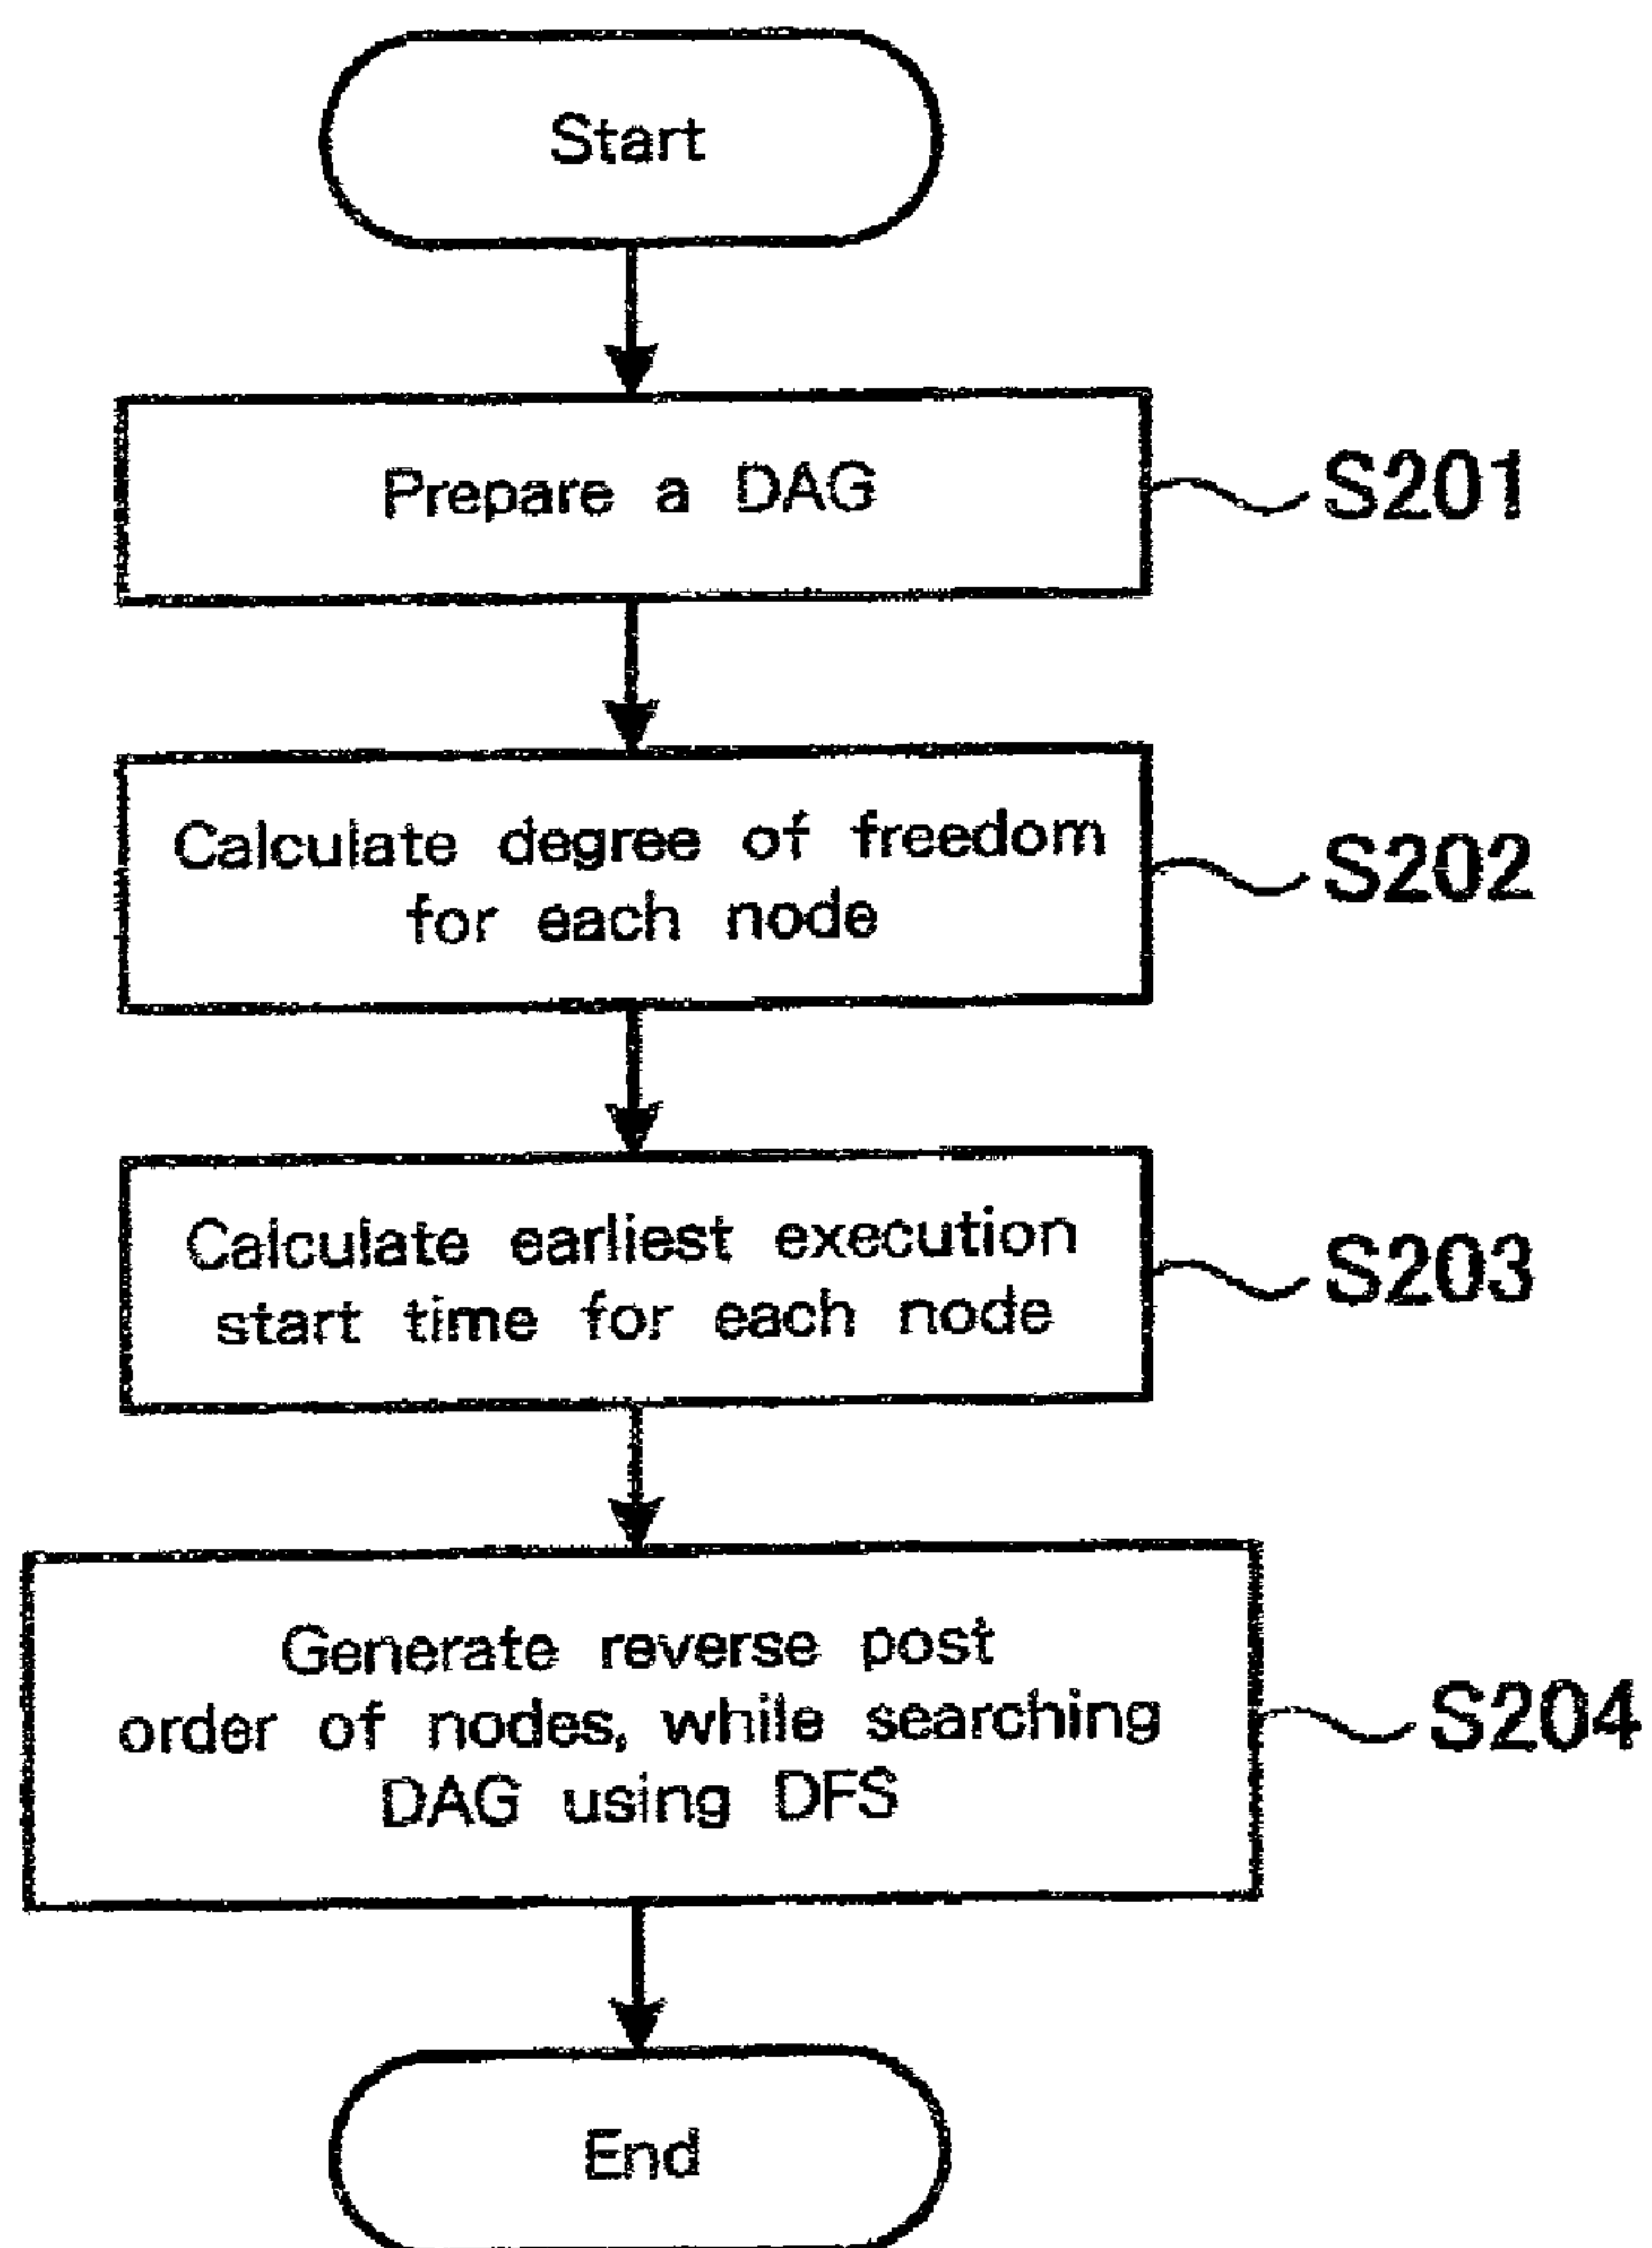 Start
Prepare a DAG
S201
Calculate degree of freedom
for each node
S202
Calculate earliest execution
start time for each node
S203
Generate reverse post
order of nodes, while searching
DAG using DFS
S204
End